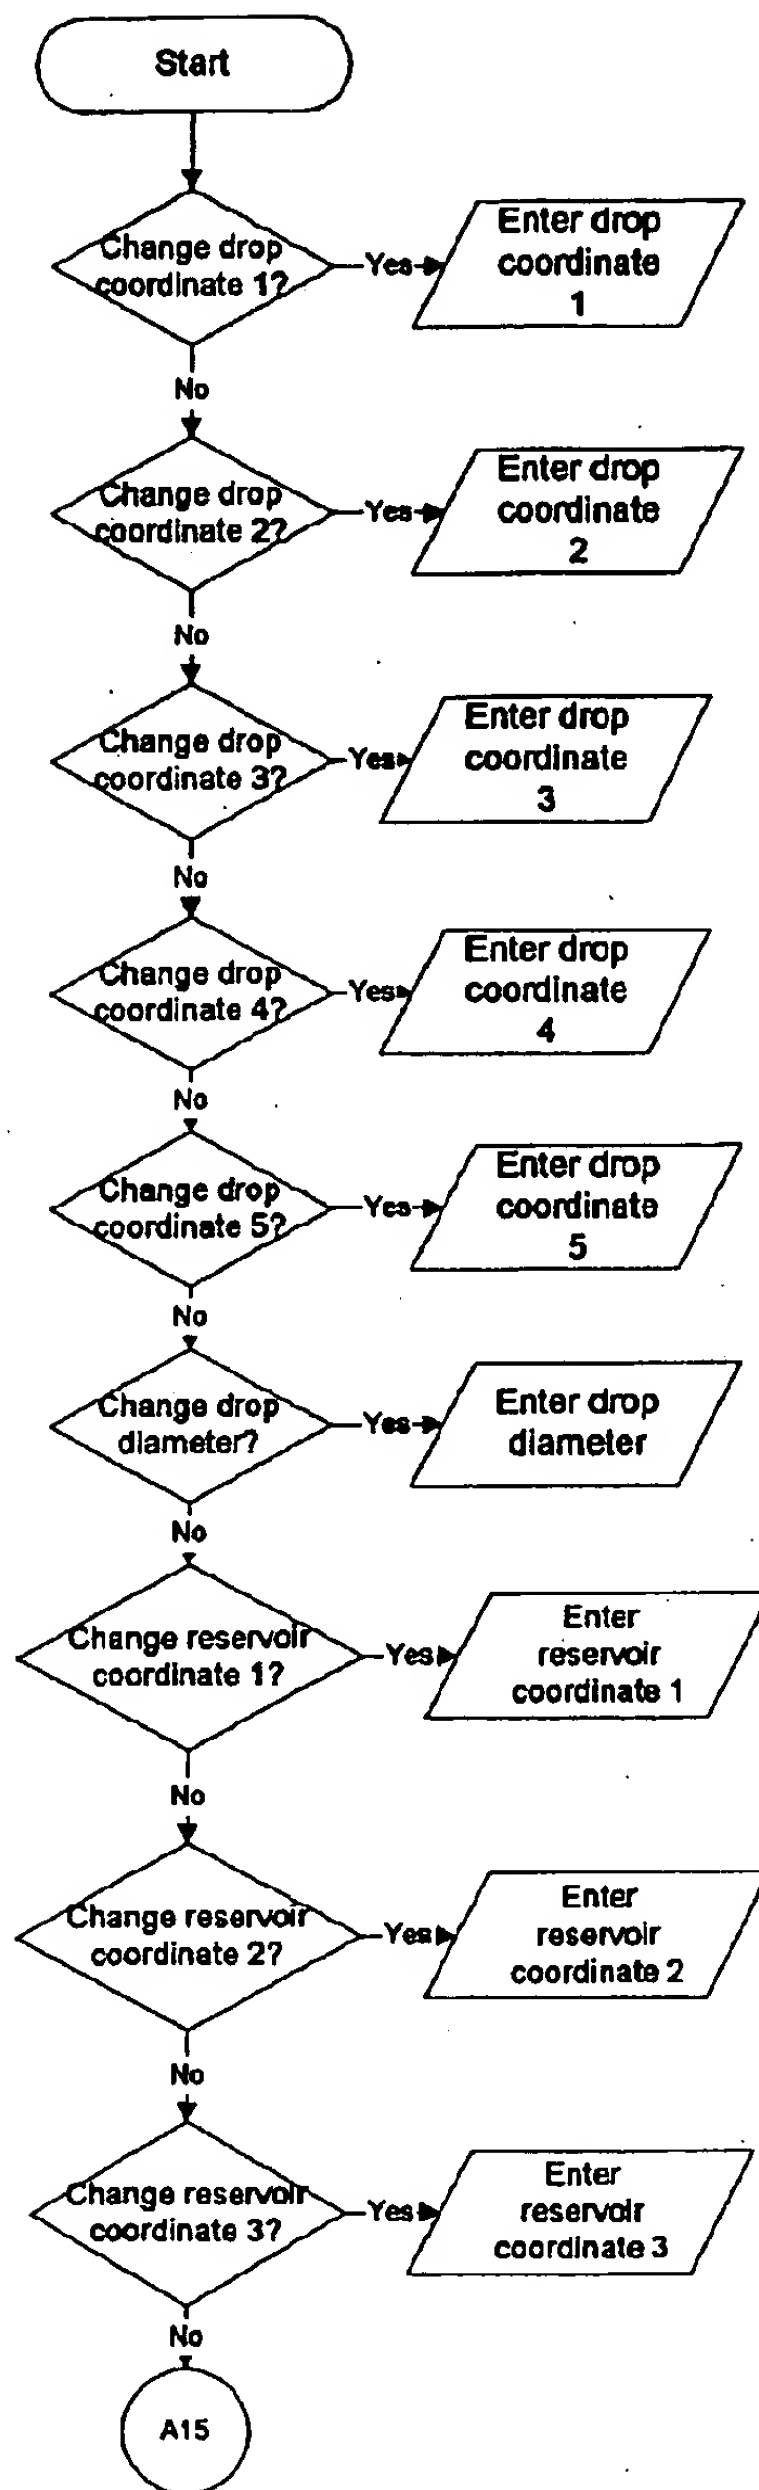 Start
Change drop
coordinate 1?
Yes
Enter drop
coordinate
1
No
Change drop
coordinate 2?
Yes
Enter drop
coordinate
2
No
Change drop
coordinate 3?
Yes
Enter drop
coordinate
3
No
Change drop
coordinate 4?
Yes
Enter drop
coordinate
4
No
Change drop
coordinate 5?
Yes
Enter drop
coordinate
5
No
Change drop
diameter?
Yes
Enter drop
diameter
No
Change reservoir
coordinate 1?
Yes
Enter
reservoir
coordinate 1
No
Change reservoir
coordinate 2?
Yes
Enter
reservoir
coordinate 2
No
Change reservoir
coordinate 3?
Yes
Enter
reservoir
coordinate 3
No
A15